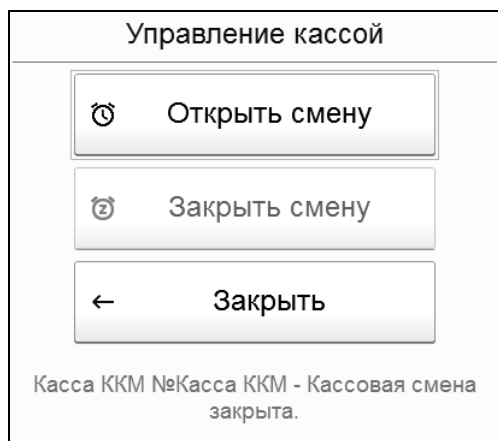 Управление кассой
Открыть смену
Закрыть смену
Закрыть
Касса ККМ №Касса ККМ - Кассовая смена
закрыта.